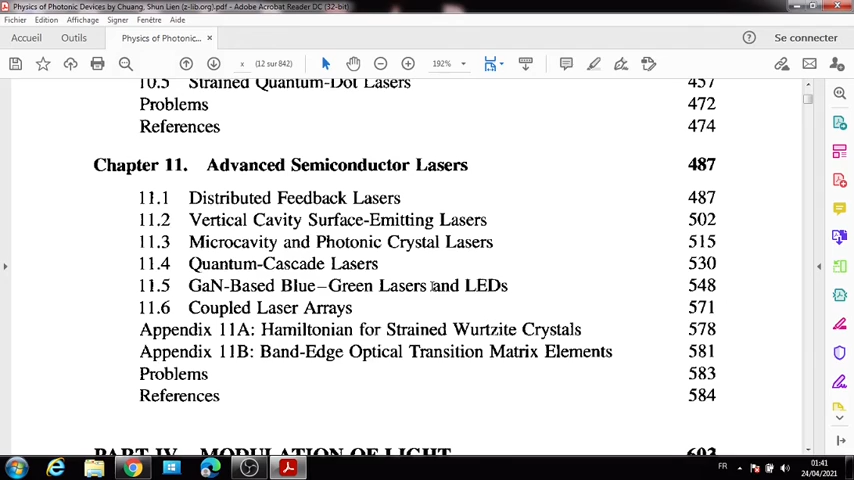 Physics of Photonic Devices by Chuang, Shun Lien (z-lib.org).pdf - Adobe Acrobat Reader DC (32-bit)
Fichier Edition Affichage Signer Fenêtre Aide
Accueil Outils Physics of Photonic... × Se connecter
x (12 sur 842) 192%
10.5 Strained Quantum-Dot Lasers 457
Problems 472
References 474
Chapter 11. Advanced Semiconductor Lasers 487
11.1 Distributed Feedback Lasers 487
11.2 Vertical Cavity Surface-Emitting Lasers 502
11.3 Microcavity and Photonic Crystal Lasers 515
11.4 Quantum-Cascade Lasers 530
11.5 GaN-Based Blue–Green Lasers and LEDs 548
11.6 Coupled Laser Arrays 571
Appendix 11A: Hamiltonian for Strained Wurtzite Crystals 578
Appendix 11B: Band-Edge Optical Transition Matrix Elements 581
Problems 583
References 584
PART IV MODULATION OF LIGHT 603
FR 01:41
24/04/2021